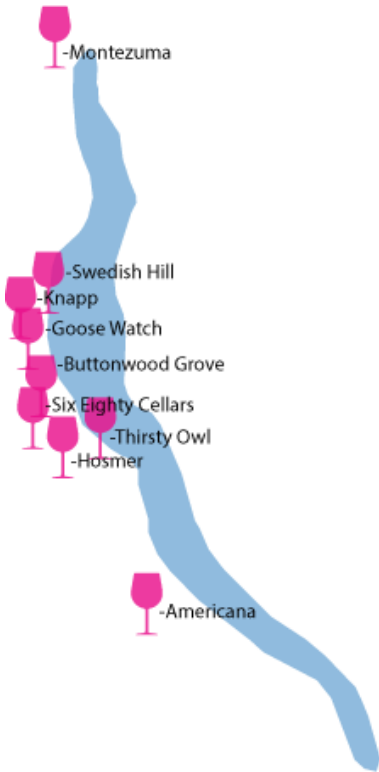 -Montezuma
-Swedish Hill
-Knapp
-Goose Watch
-Buttonwood Grove
-Six Eighty Cellars
-Thirsty Owl
-Hosmer
-Americana